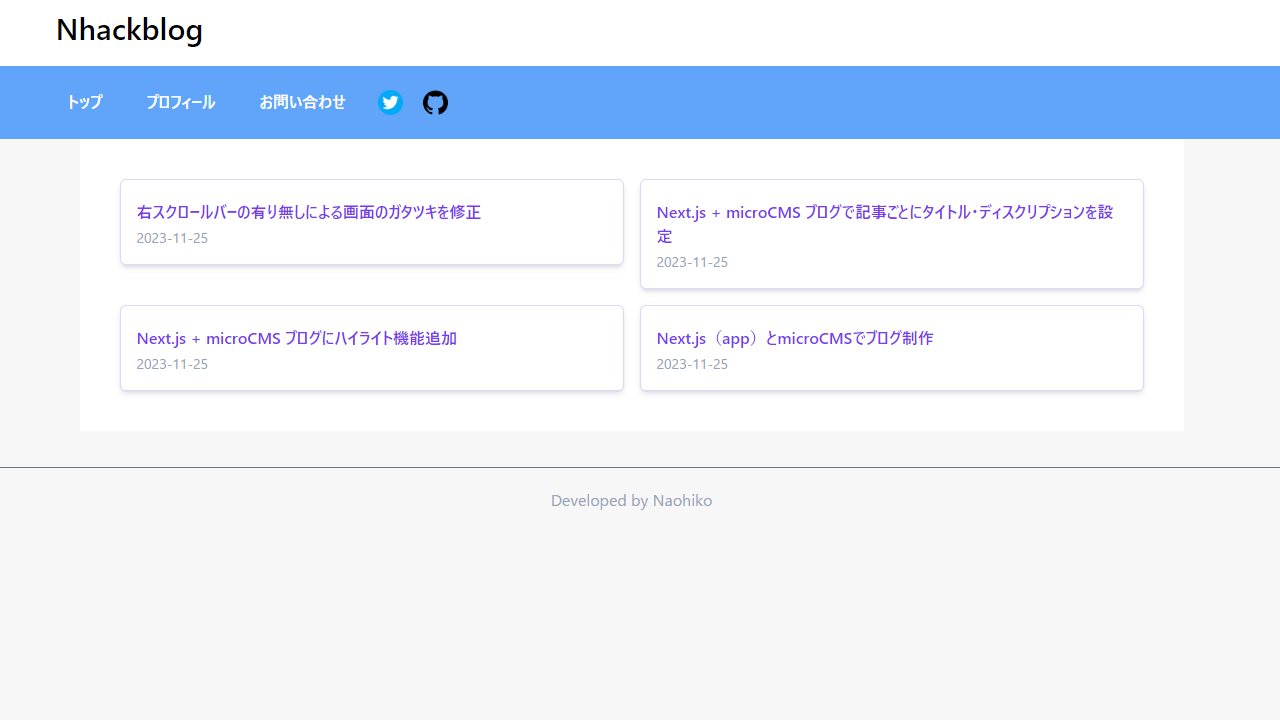 Nhackblog
トップ プロフィール お問い合わせ
右スクロールバーの有り無しによる画面のガタツキを修正
2023-11-25
Next.js + microCMS ブログで記事ごとにタイトル・ディスクリプションを設
定
2023-11-25
Next.js + microCMS ブログにハイライト機能追加
2023-11-25
Next.js（app）とmicroCMSでブログ制作
2023-11-25
Developed by Naohiko